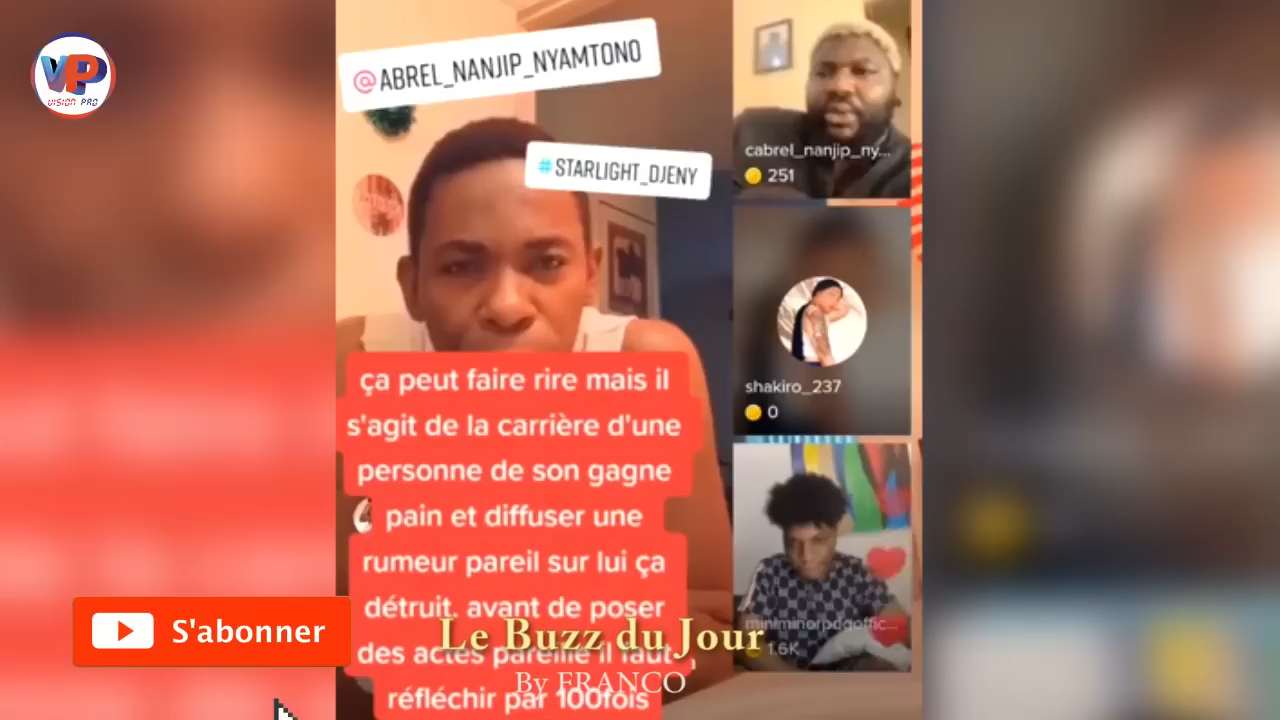 VP
VISION PRO
@ABREL_NANJIP_NYAMTONO
#STARLIGHT_DJENY
cabrel_nanjip_ny...
251
shakiro_237
0
miniminorpdgoffic...
1.6K
ça peut faire rire mais il
s'agit de la carrière d'une
personne de son gagne
pain et diffuser une
rumeur pareil sur lui ça
détruit. avant de poser
des actes pareille il faut
réfléchir par 100fois
S'abonner
Le Buzz du Jour
By FRANCO